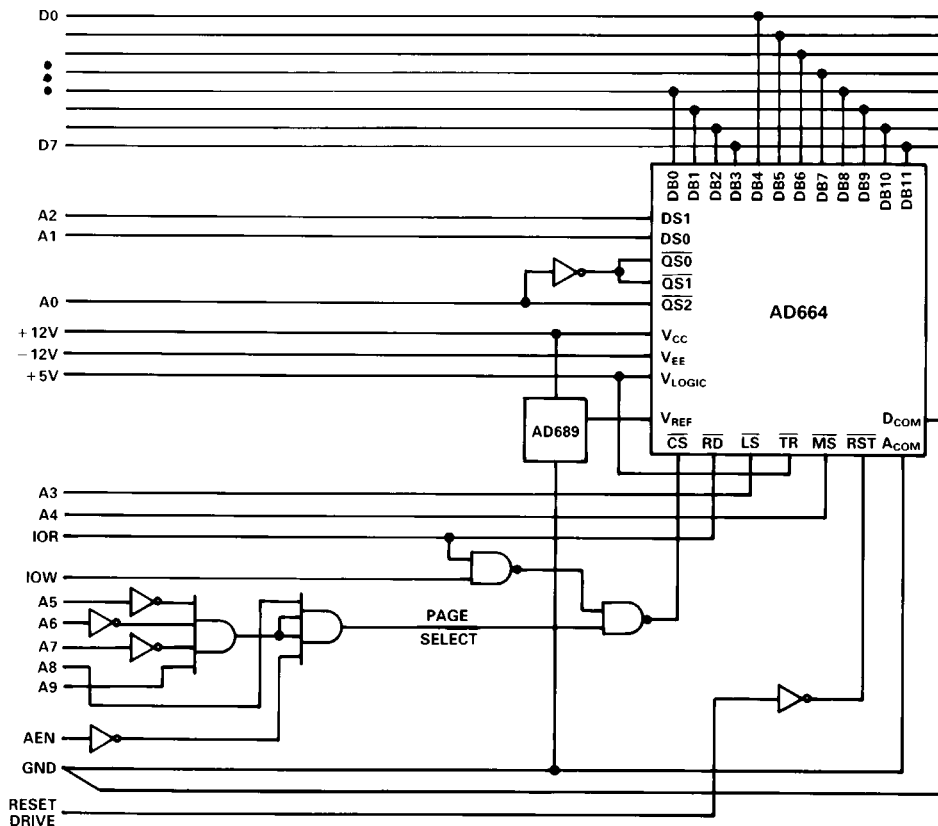 D0
D7
DB0
DB1
DB2
DB3
DB4
DB5
DB6
DB7
DB8
DB9
DB10
DB11
A2
DS1
A1
DS0
QS0
QS1
A0
QS2
AD664
+12V
VCC
−12V
VEE
+5V
VLOGIC
AD689
VREF
DCOM
CS
RD
LS
TR
MS
RST
ACOM
A3
A4
IOR
IOW
A5
A6
A7
A8
A9
PAGE
SELECT
AEN
GND
RESET
DRIVE